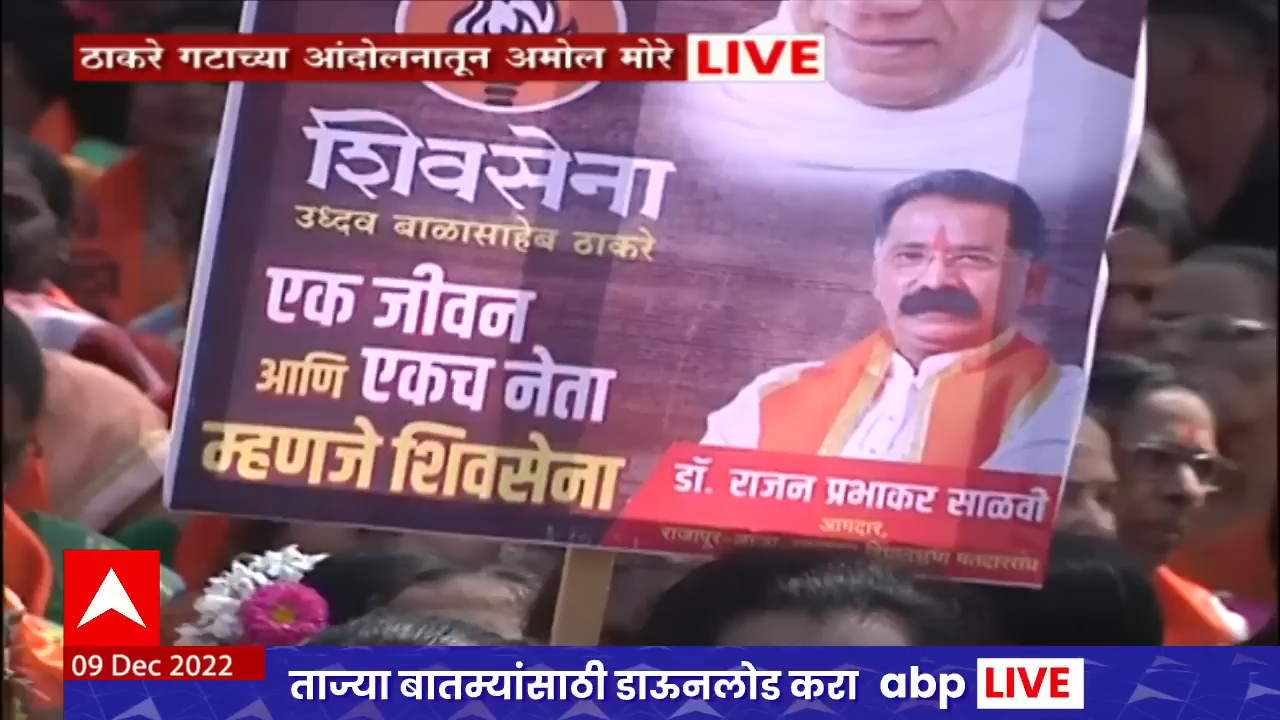 ठाकरे गटाच्या आंदोलनातून अमोल मोरे LIVE
शिवसेना
उध्दव बाळासाहेब ठाकरे
एक जीवन
आणि एकच नेता
म्हणजे शिवसेना
डॉ. राजन प्रभाकर साळवी
आमदार,
राजापूर-
09 Dec 2022
ताज्या बातम्यांसाठी डाऊनलोड करा abp LIVE